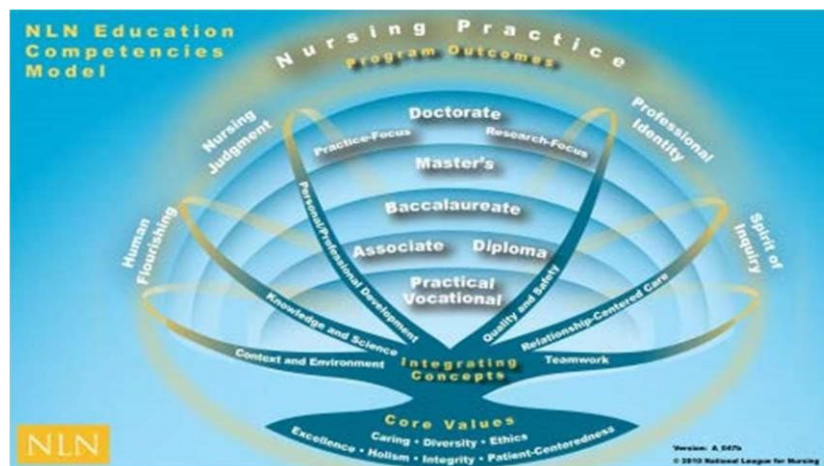 NLN Education
Competencies
Model
Nursing Practice
Program Outcomes
Human
Flourishing
Nursing
Judgment
Professional
Identity
Spirit of
Inquiry
Doctorate
Practice-Focus
Research-Focus
Master's
Baccalaureate
Associate
Diploma
Practical
Vocational
Context and Environment
Knowledge and Science
Personal/Professional Development
Quality and Safety
Relationship-Centered Care
Teamwork
Integrating
Concepts
Core Values
Caring • Diversity • Ethics
Excellence • Holism • Integrity • Patient-Centeredness
NLN
Version:
© 2010 National League for Nursing